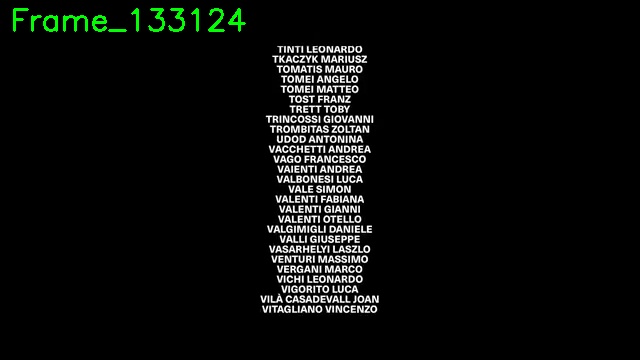 Frame_133124
TINTI LEONARDO
TKACZYK MARIUSZ
TOMATIS MAURO
TOMEI ANGELO
TOMEI MATTEO
TOST FRANZ
TRETT TOBY
TRINCOSSI GIOVANNI
TROMBITAS ZOLTAN
UDOD ANTONINA
VACCHETTI ANDREA
VAGO FRANCESCO
VAIENTI ANDREA
VALBONESI LUCA
VALE SIMON
VALENTI FABIANA
VALENTI GIANNI
VALENTI OTELLO
VALGIMIGLI DANIELE
VALLI GIUSEPPE
VASARHELYI LASZLO
VENTURI MASSIMO
VERGANI MARCO
VICHI LEONARDO
VIGORITO LUCA
VILÀ CASADEVALL JOAN
VITAGLIANO VINCENZO